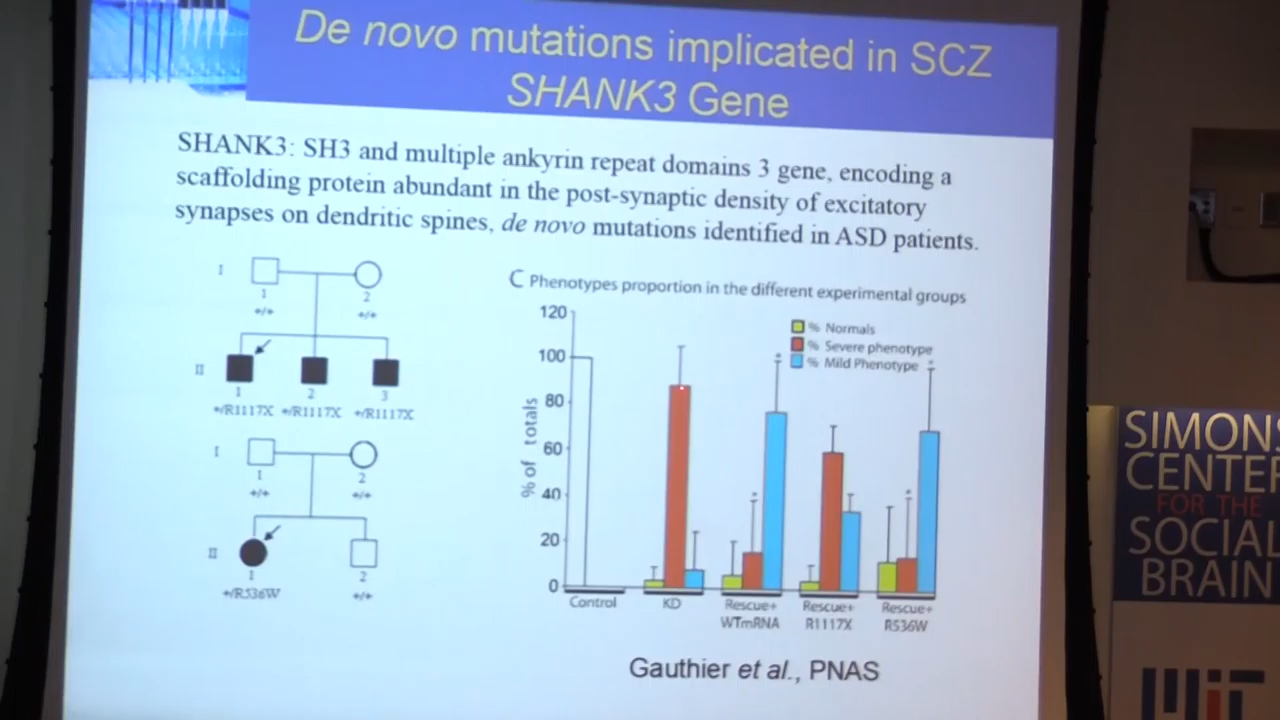 De novo mutations implicated in SCZ
SHANK3 Gene
SHANK3: SH3 and multiple ankyrin repeat domains 3 gene, encoding a
scaffolding protein abundant in the post-synaptic density of excitatory
synapses on dendritic spines, de novo mutations identified in ASD patients.
I
1
2
+/+
+/+
II
1
2
3
+/R1117X +/R1117X +/R1117X
I
1
2
+/+
+/+
II
1
2
+/R536W
+/+
C Phenotypes proportion in the different experimental groups
% Normals
% Severe phenotype
% Mild Phenotype
% of totals
120
100
80
60
40
20
0
*
*
*
*
Control
KD
Rescue+
WTmRNA
Rescue+
R1117X
Rescue+
R536W
Gauthier et al., PNAS
SIMONS
CENTER
FOR THE
SOCIAL
BRAIN
MIT